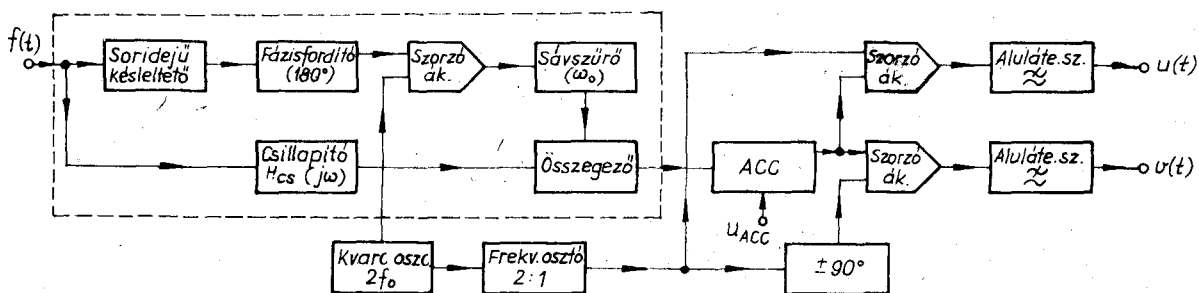 f(t)
Soridejű
késleltető
Fázisfordító
(180°)
Szorzó
ák.
Sávszűrő
(ω₀)
Szorzó
ák.
Aluláte.sz.
≈
u(t)
Csillapító
Hcs (jω)
Összegező
ACC
Szorzó
ák.
Aluláte.sz.
≈
v(t)
uACC
Kvarc oszc.
2f₀
Frekv. osztó
2:1
±90°